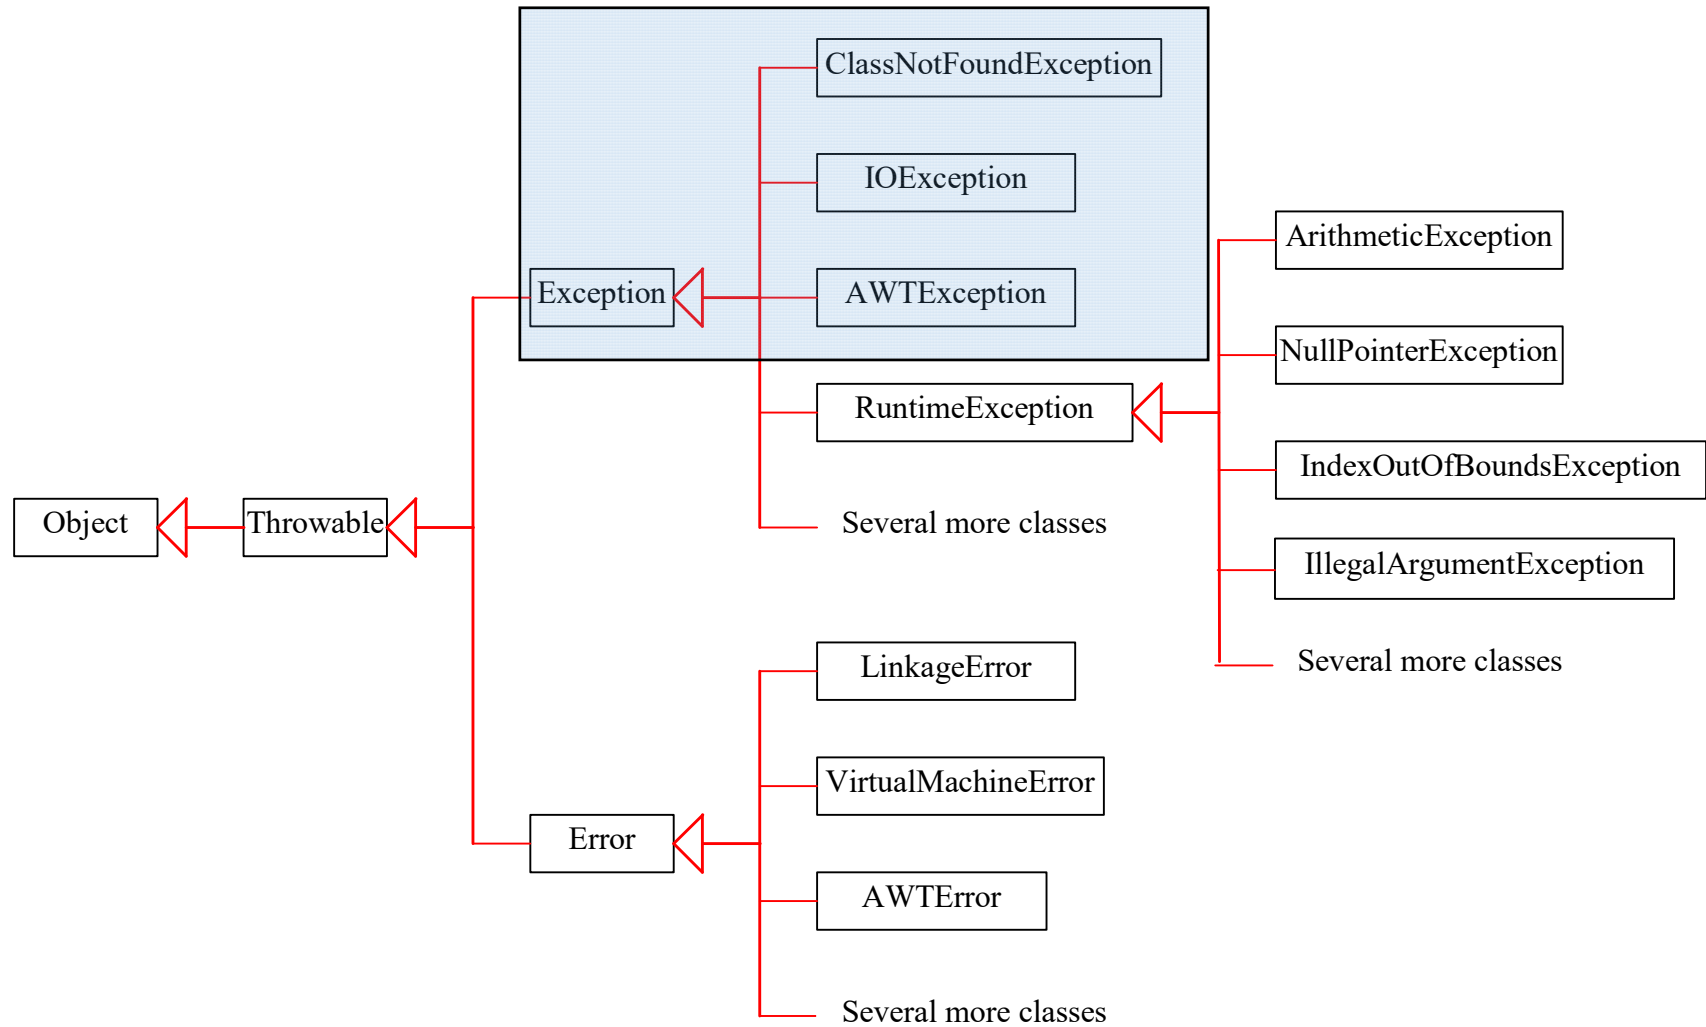 ClassNotFoundException
IOException
ArithmeticException
Exception
AWTException
NullPointerException
RuntimeException
IndexOutOfBoundsException
Object
Throwable
Several more classes
IllegalArgumentException
LinkageError
Several more classes
VirtualMachineError
Error
AWTError
Several more classes